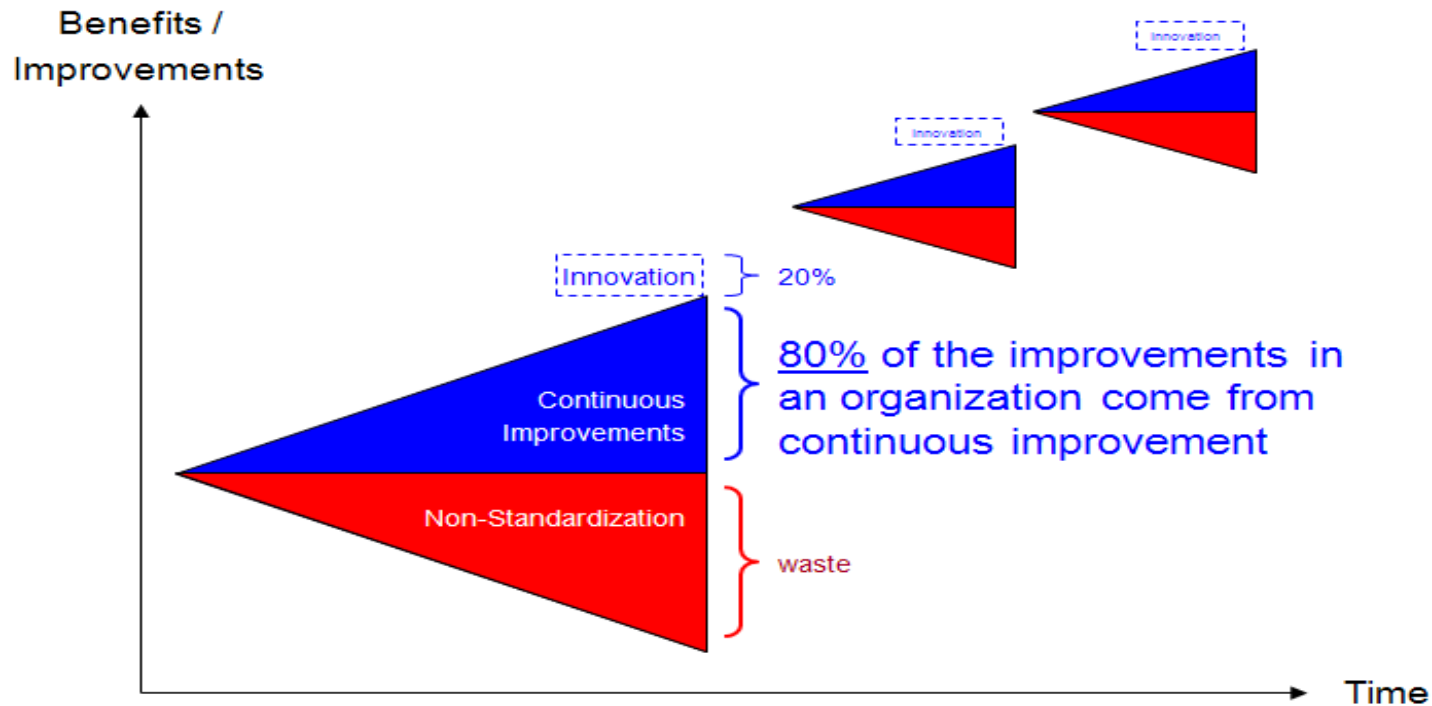 Benefits /
Improvements
Innovation
Innovation
Innovation
20%
80% of the improvements in
an organization come from
continuous improvement
Continuous
Improvements
Non-Standardization
waste
Time